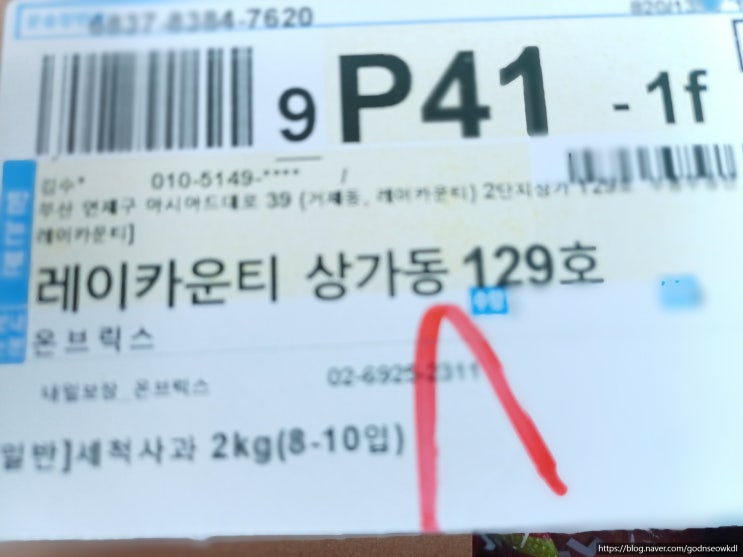 6837-8384-7620
9 P41 -1f
김수* 010-5149-**** /
부산 연제구 아시아드대로 39 (거제동, 레이카운티) 2단지상가 129호
레이카운티]
레이카운티 상가동 129호
수량
온브릭스
내일보장_온브릭스 02-6925-2311
일반]세척사과 2kg(8-10입)
https://blog.naver.com/godnseowkdl